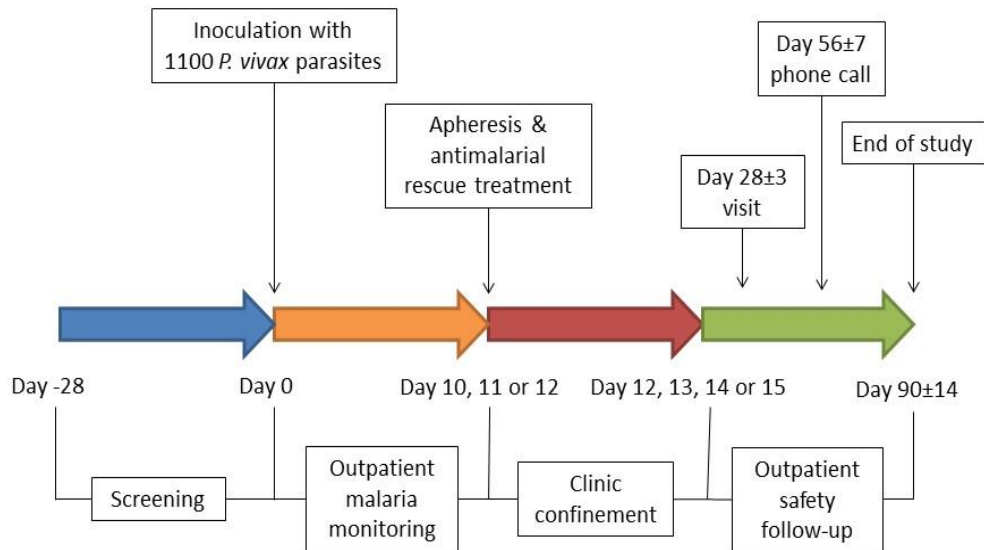 Inoculation with
1100 P. vivax parasites
Apheresis &
antimalarial
rescue treatment
Day 28±3
visit
Day 56±7
phone call
End of study
Day -28
Day 0
Day 10, 11 or 12
Day 12, 13, 14 or 15
Day 90±14
Screening
Outpatient
malaria
monitoring
Clinic
confinement
Outpatient
safety
follow-up